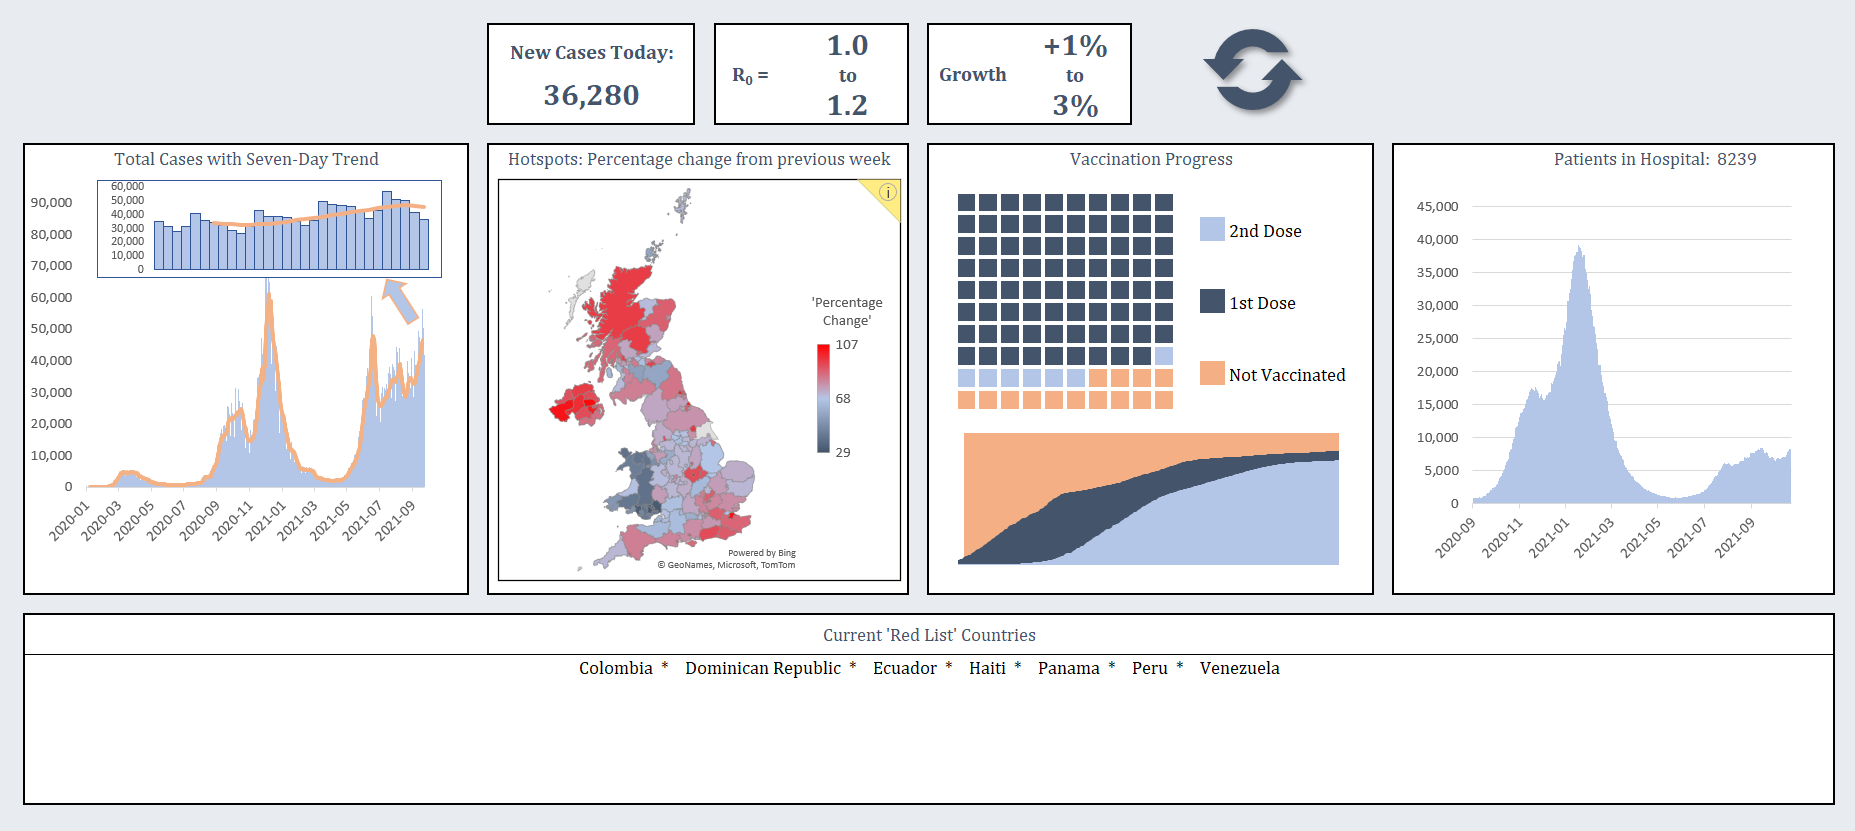 New Cases Today:
36,280
R0 =
1.0
to
1.2
Growth
+1%
to
3%
Total Cases with Seven-Day Trend
60,000
50,000
40,000
30,000
20,000
10,000
0
90,000
80,000
70,000
60,000
50,000
40,000
30,000
20,000
10,000
0
2020-01
2020-03
2020-05
2020-07
2020-09
2020-11
2021-01
2021-03
2021-05
2021-07
2021-09
Hotspots: Percentage change from previous week
i
'Percentage
Change'
107
68
29
Powered by Bing
© GeoNames, Microsoft, TomTom
Vaccination Progress
2nd Dose
1st Dose
Not Vaccinated
Patients in Hospital: 8239
45,000
40,000
35,000
30,000
25,000
20,000
15,000
10,000
5,000
0
2020-09
2020-11
2021-01
2021-03
2021-05
2021-07
2021-09
Current 'Red List' Countries
Colombia * Dominican Republic * Ecuador * Haiti * Panama * Peru * Venezuela